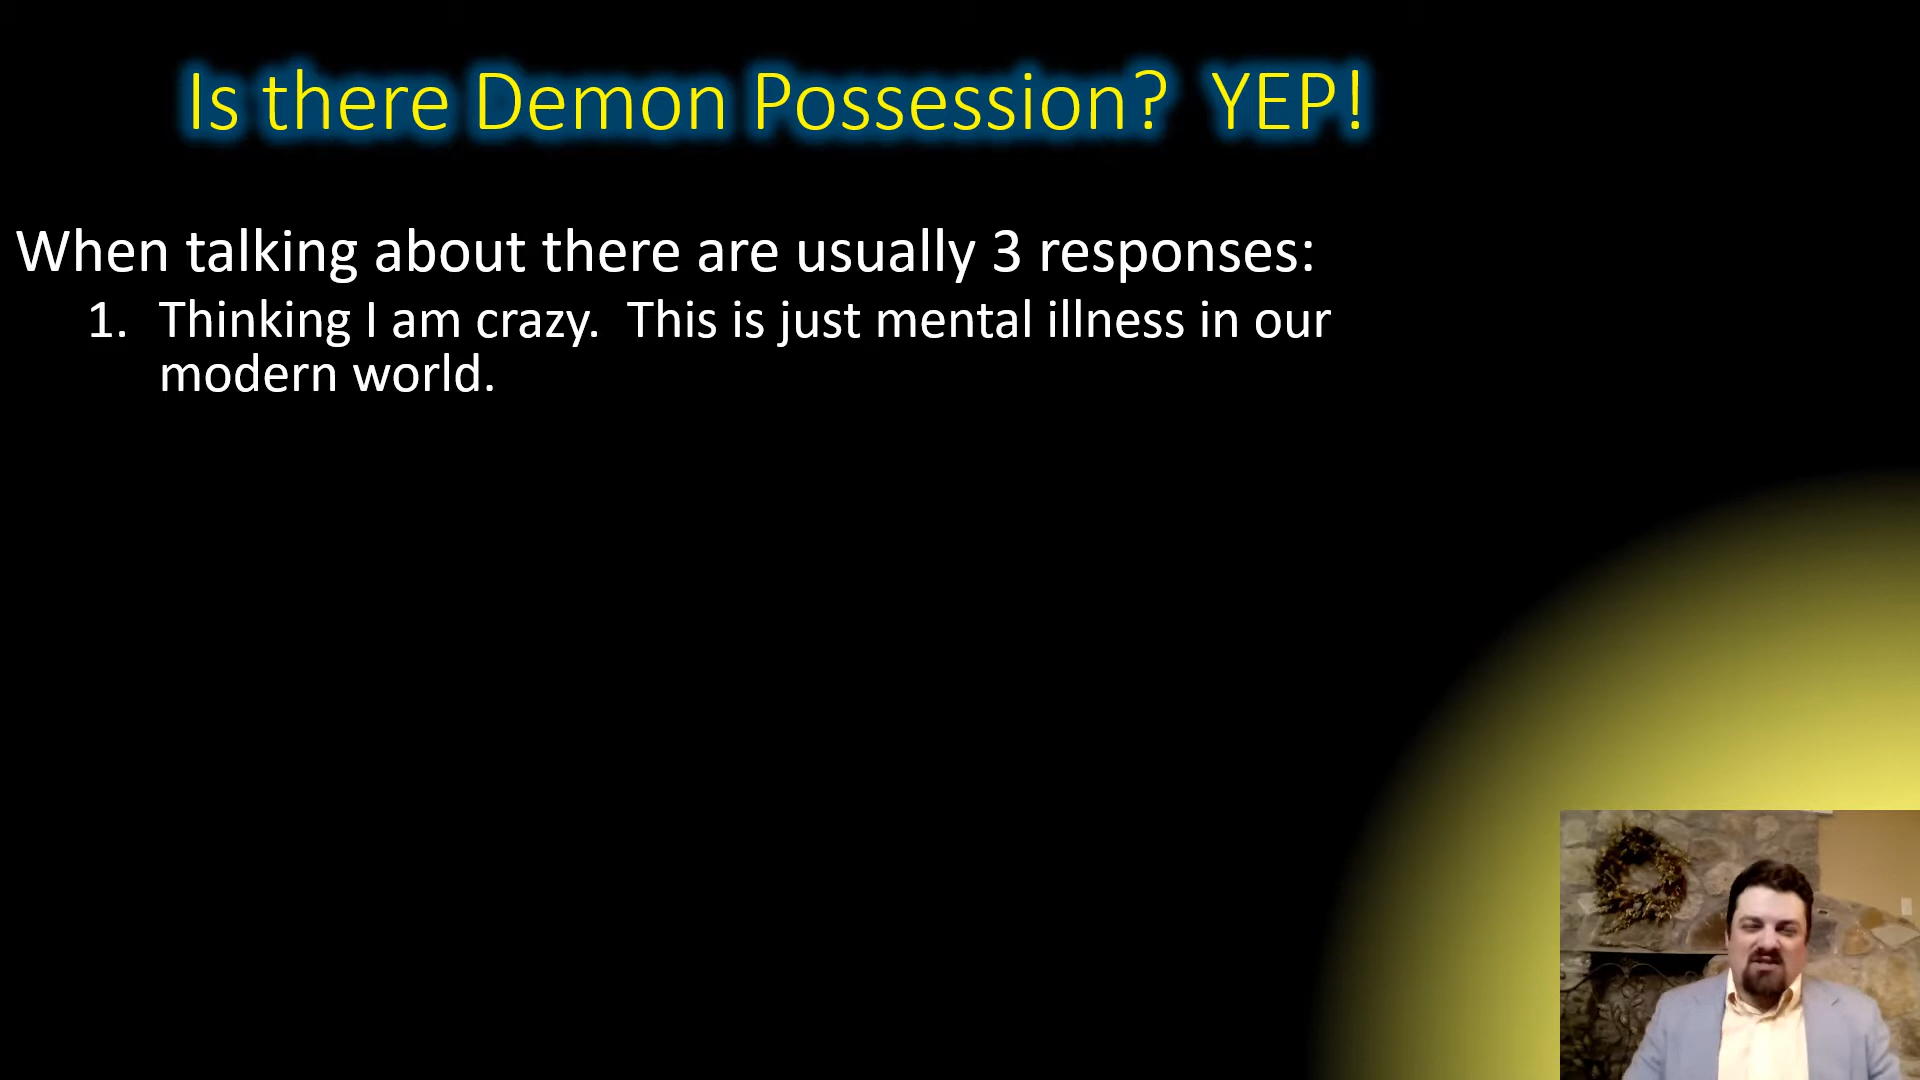 Is there Demon Possession?  YEP!
When talking about there are usually 3 responses:
1. Thinking I am crazy.  This is just mental illness in our
modern world.